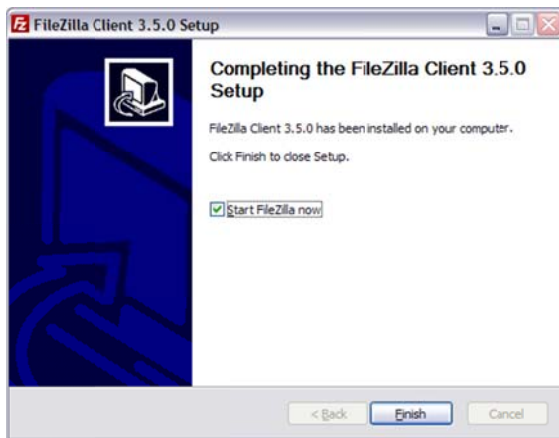 FileZilla Client 3.5.0 Setup
Completing the FileZilla Client 3.5.0
Setup
FileZilla Client 3.5.0 has been installed on your computer.
Click Finish to close Setup.
Start FileZilla now
< Back Finish Cancel